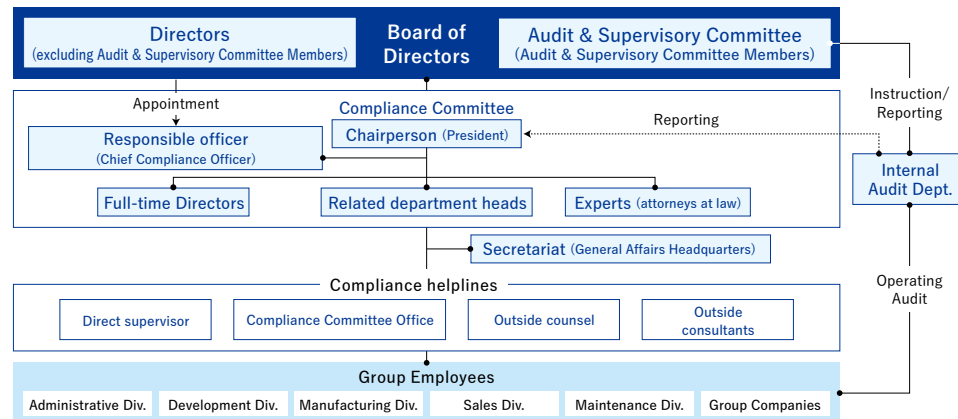 Directors
(excluding Audit & Supervisory Committee Members)
Board of
Directors
Audit & Supervisory Committee
(Audit & Supervisory Committee Members)
Appointment
Compliance Committee
Chairperson (President)
Reporting
Instruction/
Reporting
Responsible officer
(Chief Compliance Officer)
Internal
Audit Dept.
Full-time Directors
Related department heads
Experts (attorneys at law)
Secretariat (General Affairs Headquarters)
Operating
Audit
Compliance helplines
Direct supervisor
Compliance Committee Office
Outside counsel
Outside
consultants
Group Employees
Administrative Div.
Development Div.
Manufacturing Div.
Sales Div.
Maintenance Div.
Group Companies